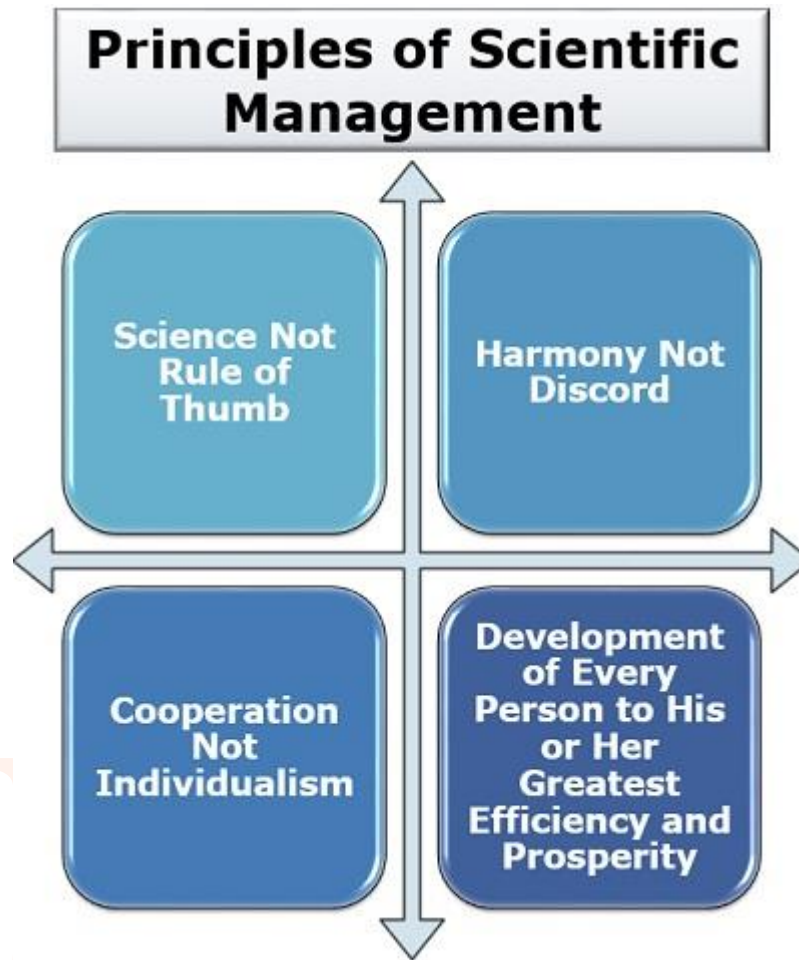 Principles of Scientific
Management
Science Not
Rule of
Thumb
Harmony Not
Discord
Cooperation
Not
Individualism
Development
of Every
Person to His
or Her
Greatest
Efficiency and
Prosperity